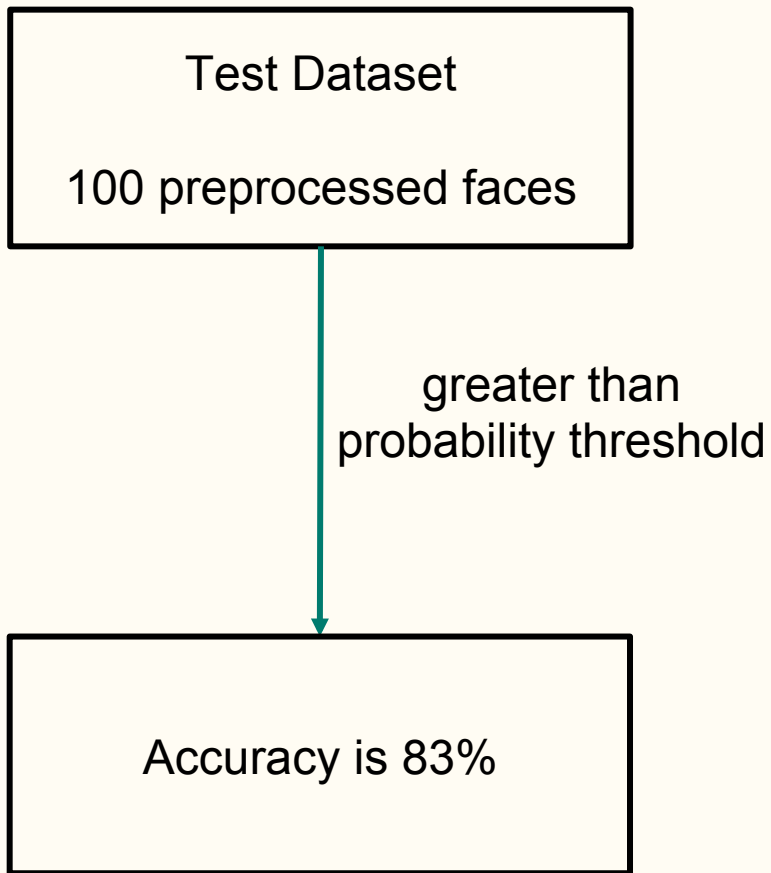 Test Dataset
100 preprocessed faces
greater than
probability threshold
Accuracy is 83%